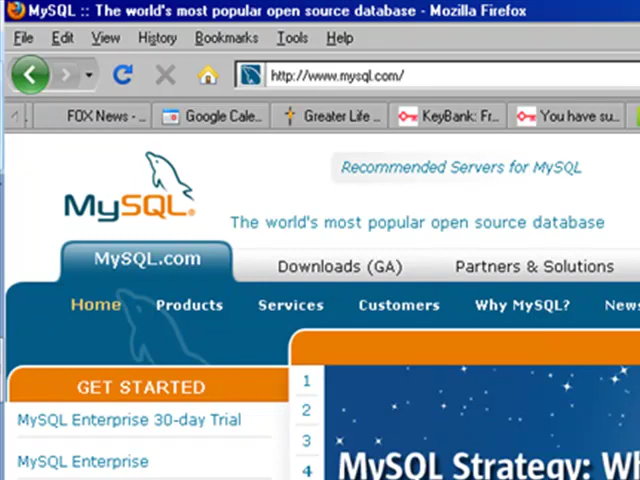 MySQL :: The world's most popular open source database - Mozilla Firefox
File Edit View History Bookmarks Tools Help
http://www.mysql.com/
FOX News - ... Google Cale... Greater Life ... KeyBank: Fr... You have su...
Recommended Servers for MySQL
MySQL®
The world's most popular open source database
MySQL.com Downloads (GA) Partners & Solutions
Home Products Services Customers Why MySQL? News
GET STARTED
1
MySQL Enterprise 30-day Trial
2
3
MySQL Enterprise
4
MySQL Strategy: Wh